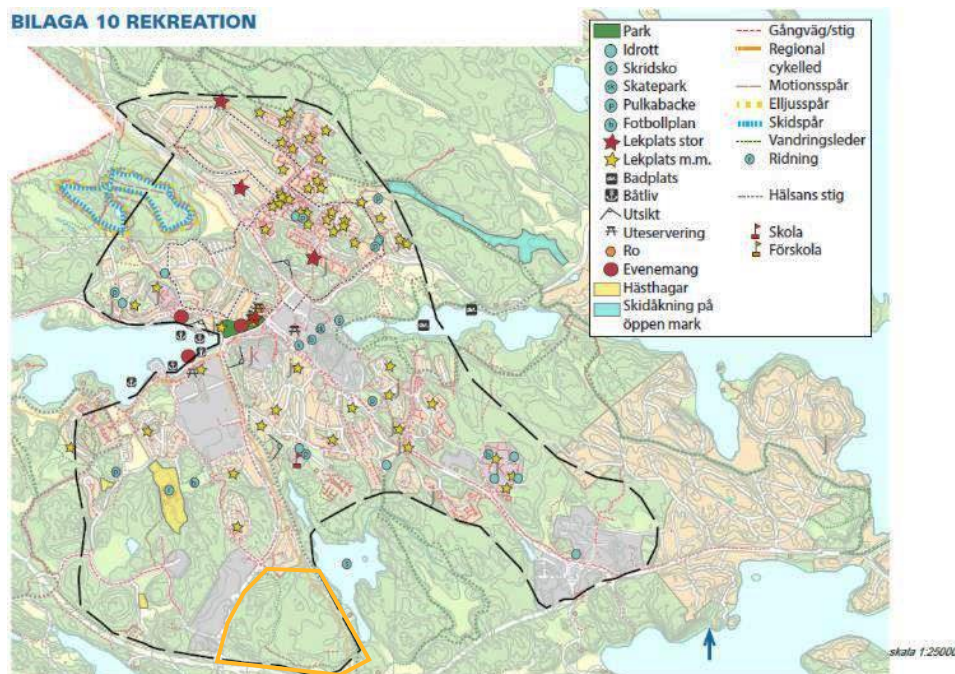 BILAGA 10 REKREATION
Park
Idrott
Skridsko
Skatepark
Pulkabacke
Fotbollplan
Lekplats stor
Lekplats m.m.
Badplats
Båtliv
Utsikt
Uteservering
Ro
Evenemang
Hästhagar
Skidåkning på
öppen mark
Gångväg/stig
Regional
cykelled
Motionsspår
Elljusspår
Skidspår
Vandringsleder
Ridning
Hälsans stig
Skola
Förskola
skala 1:25000